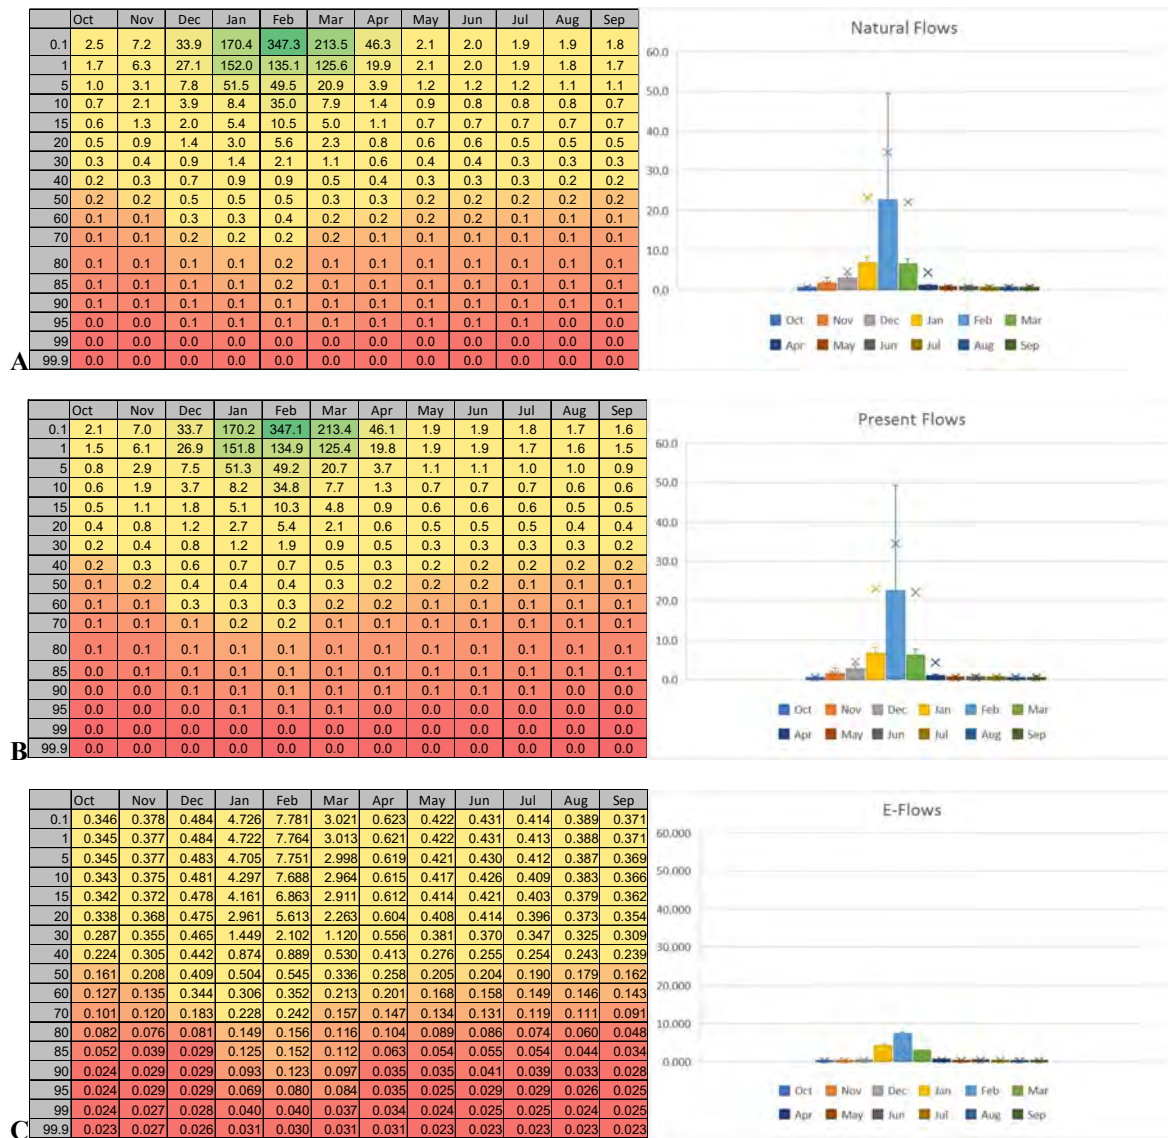 Oct Nov Dec Jan Feb Mar Apr May Jun Jul Aug Sep
0.1 2.5 7.2 33.9 170.4 347.3 213.5 46.3 2.1 2.0 1.9 1.9 1.8
1 1.7 6.3 27.1 152.0 135.1 125.6 19.9 2.1 2.0 1.9 1.8 1.7
5 1.0 3.1 7.8 51.5 49.5 20.9 3.9 1.2 1.2 1.2 1.1 1.1
10 0.7 2.1 3.9 8.4 35.0 7.9 1.4 0.9 0.8 0.8 0.8 0.7
15 0.6 1.3 2.0 5.4 10.5 5.0 1.1 0.7 0.7 0.7 0.7 0.7
20 0.5 0.9 1.4 3.0 5.6 2.3 0.8 0.6 0.6 0.5 0.5 0.5
30 0.3 0.4 0.9 1.4 2.1 1.1 0.6 0.4 0.4 0.3 0.3 0.3
40 0.2 0.3 0.7 0.9 0.9 0.5 0.4 0.3 0.3 0.3 0.2 0.2
50 0.2 0.2 0.5 0.5 0.5 0.3 0.3 0.2 0.2 0.2 0.2 0.2
60 0.1 0.1 0.3 0.3 0.4 0.2 0.2 0.2 0.2 0.1 0.1 0.1
70 0.1 0.1 0.2 0.2 0.2 0.2 0.1 0.1 0.1 0.1 0.1 0.1
80 0.1 0.1 0.1 0.1 0.2 0.1 0.1 0.1 0.1 0.1 0.1 0.1
85 0.1 0.1 0.1 0.1 0.2 0.1 0.1 0.1 0.1 0.1 0.1 0.1
90 0.1 0.1 0.1 0.1 0.1 0.1 0.1 0.1 0.1 0.1 0.1 0.1
95 0.0 0.0 0.1 0.1 0.1 0.1 0.1 0.1 0.1 0.1 0.0 0.0
99 0.0 0.0 0.0 0.0 0.0 0.0 0.0 0.0 0.0 0.0 0.0 0.0
99.9 0.0 0.0 0.0 0.0 0.0 0.0 0.0 0.0 0.0 0.0 0.0 0.0
A
Natural Flows
60.0
50.0
40.0
30.0
20.0
10.0
0.0
Oct Nov Dec Jan Feb Mar
Apr May Jun Jul Aug Sep
Oct Nov Dec Jan Feb Mar Apr May Jun Jul Aug Sep
0.1 2.1 7.0 33.7 170.2 347.1 213.4 46.1 1.9 1.9 1.8 1.7 1.6
1 1.5 6.1 26.9 151.8 134.9 125.4 19.8 1.9 1.9 1.7 1.6 1.5
5 0.8 2.9 7.5 51.3 49.2 20.7 3.7 1.1 1.1 1.0 1.0 0.9
10 0.6 1.9 3.7 8.2 34.8 7.7 1.3 0.7 0.7 0.7 0.6 0.6
15 0.5 1.1 1.8 5.1 10.3 4.8 0.9 0.6 0.6 0.6 0.5 0.5
20 0.4 0.8 1.2 2.7 5.4 2.1 0.6 0.5 0.5 0.5 0.4 0.4
30 0.2 0.4 0.8 1.2 1.9 0.9 0.5 0.3 0.3 0.3 0.3 0.2
40 0.2 0.3 0.6 0.7 0.7 0.5 0.3 0.2 0.2 0.2 0.2 0.2
50 0.1 0.2 0.4 0.4 0.4 0.3 0.2 0.2 0.2 0.1 0.1 0.1
60 0.1 0.1 0.3 0.3 0.3 0.2 0.2 0.1 0.1 0.1 0.1 0.1
70 0.1 0.1 0.1 0.2 0.2 0.1 0.1 0.1 0.1 0.1 0.1 0.1
80 0.1 0.1 0.1 0.1 0.1 0.1 0.1 0.1 0.1 0.1 0.1 0.1
85 0.0 0.1 0.1 0.1 0.1 0.1 0.1 0.1 0.1 0.1 0.1 0.1
90 0.0 0.0 0.1 0.1 0.1 0.1 0.1 0.1 0.1 0.1 0.0 0.0
95 0.0 0.0 0.0 0.1 0.1 0.1 0.0 0.0 0.0 0.0 0.0 0.0
99 0.0 0.0 0.0 0.0 0.0 0.0 0.0 0.0 0.0 0.0 0.0 0.0
99.9 0.0 0.0 0.0 0.0 0.0 0.0 0.0 0.0 0.0 0.0 0.0 0.0
B
Present Flows
60.0
50.0
40.0
30.0
20.0
10.0
0.0
Oct Nov Dec Jan Feb Mar
Apr May Jun Jul Aug Sep
Oct Nov Dec Jan Feb Mar Apr May Jun Jul Aug Sep
0.1 0.346 0.378 0.484 4.726 7.781 3.021 0.623 0.422 0.431 0.414 0.389 0.371
1 0.345 0.377 0.484 4.722 7.764 3.013 0.621 0.422 0.431 0.413 0.388 0.371
5 0.345 0.377 0.483 4.705 7.751 2.998 0.619 0.421 0.430 0.412 0.387 0.369
10 0.343 0.375 0.481 4.297 7.688 2.964 0.615 0.417 0.426 0.409 0.383 0.366
15 0.342 0.372 0.478 4.161 6.863 2.911 0.612 0.414 0.421 0.403 0.379 0.362
20 0.338 0.368 0.475 2.961 5.613 2.263 0.604 0.408 0.414 0.396 0.373 0.354
30 0.287 0.355 0.465 1.449 2.102 1.120 0.556 0.381 0.370 0.347 0.325 0.309
40 0.224 0.305 0.442 0.874 0.889 0.530 0.413 0.276 0.255 0.254 0.243 0.239
50 0.161 0.208 0.409 0.504 0.545 0.336 0.258 0.205 0.204 0.190 0.179 0.162
60 0.127 0.135 0.344 0.306 0.352 0.213 0.201 0.168 0.158 0.149 0.146 0.143
70 0.101 0.120 0.183 0.228 0.242 0.157 0.147 0.134 0.131 0.119 0.111 0.091
80 0.082 0.076 0.081 0.149 0.156 0.116 0.104 0.089 0.086 0.074 0.060 0.048
85 0.052 0.039 0.029 0.125 0.152 0.112 0.063 0.054 0.055 0.054 0.044 0.034
90 0.024 0.029 0.029 0.093 0.123 0.097 0.035 0.035 0.041 0.039 0.033 0.028
95 0.024 0.029 0.029 0.069 0.080 0.084 0.035 0.025 0.029 0.029 0.026 0.025
99 0.024 0.027 0.028 0.040 0.040 0.037 0.034 0.024 0.025 0.025 0.024 0.025
99.9 0.023 0.027 0.026 0.031 0.030 0.031 0.031 0.023 0.023 0.023 0.023 0.023
C
E-Flows
60.000
50.000
40.000
30.000
20.000
10.000
0.000
Oct Nov Dec Jan Feb Mar
Apr May Jun Jul Aug Sep